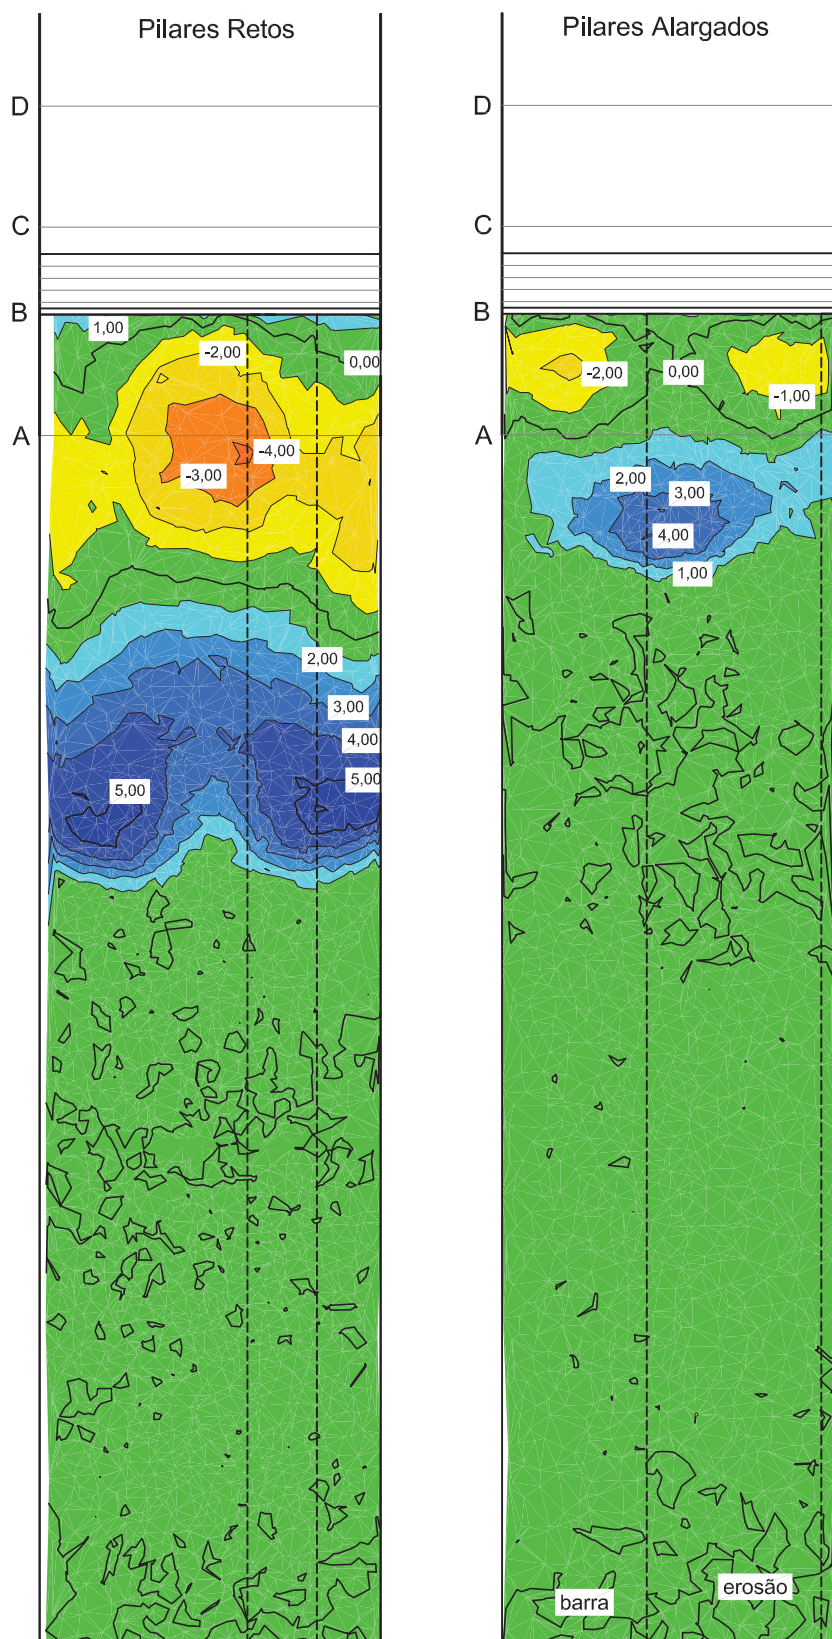 Pilares Retos
D
C
B
1,00
-2,00
0,00
A
-4,00
-3,00
2,00
3,00
4,00
5,00
5,00
Pilares Alargados
D
C
B
-2,00
0,00
-1,00
A
2,00
3,00
4,00
1,00
erosão
barra